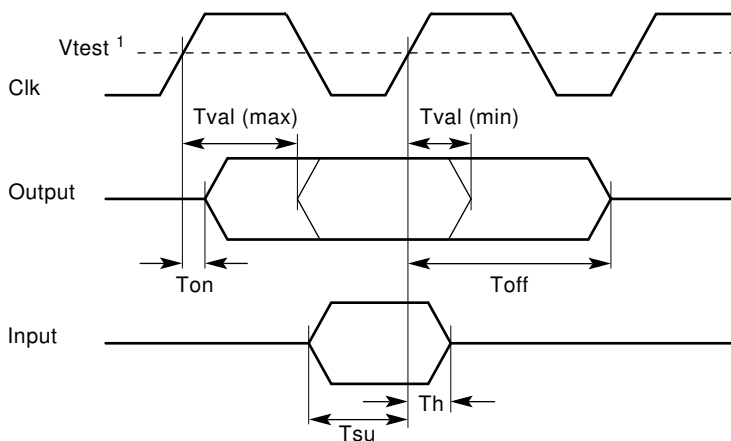 Vtest 1
Clk
Tval (max) Tval (min)
Output
Ton Toff
Input
Th
Tsu